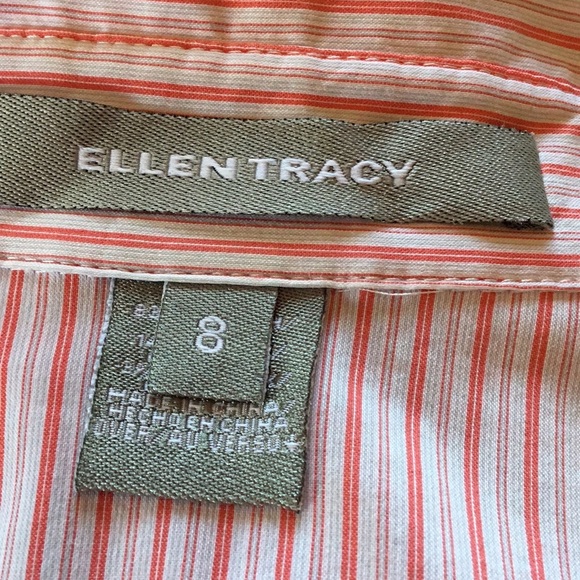 ELLEN TRACY
8
MADE IN CHINA
HECHO EN CHINA
OVER / AU VERSO